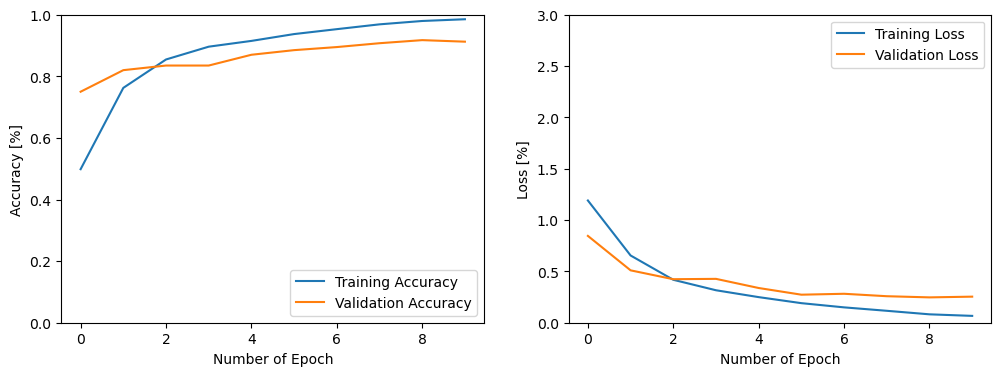 1.0
0.8
0.6
0.4
0.2
0.0
Accuracy [%]
0 2 4 6 8
Number of Epoch
Training Accuracy
Validation Accuracy
3.0
2.5
2.0
1.5
1.0
0.5
0.0
Loss [%]
0 2 4 6 8
Number of Epoch
Training Loss
Validation Loss